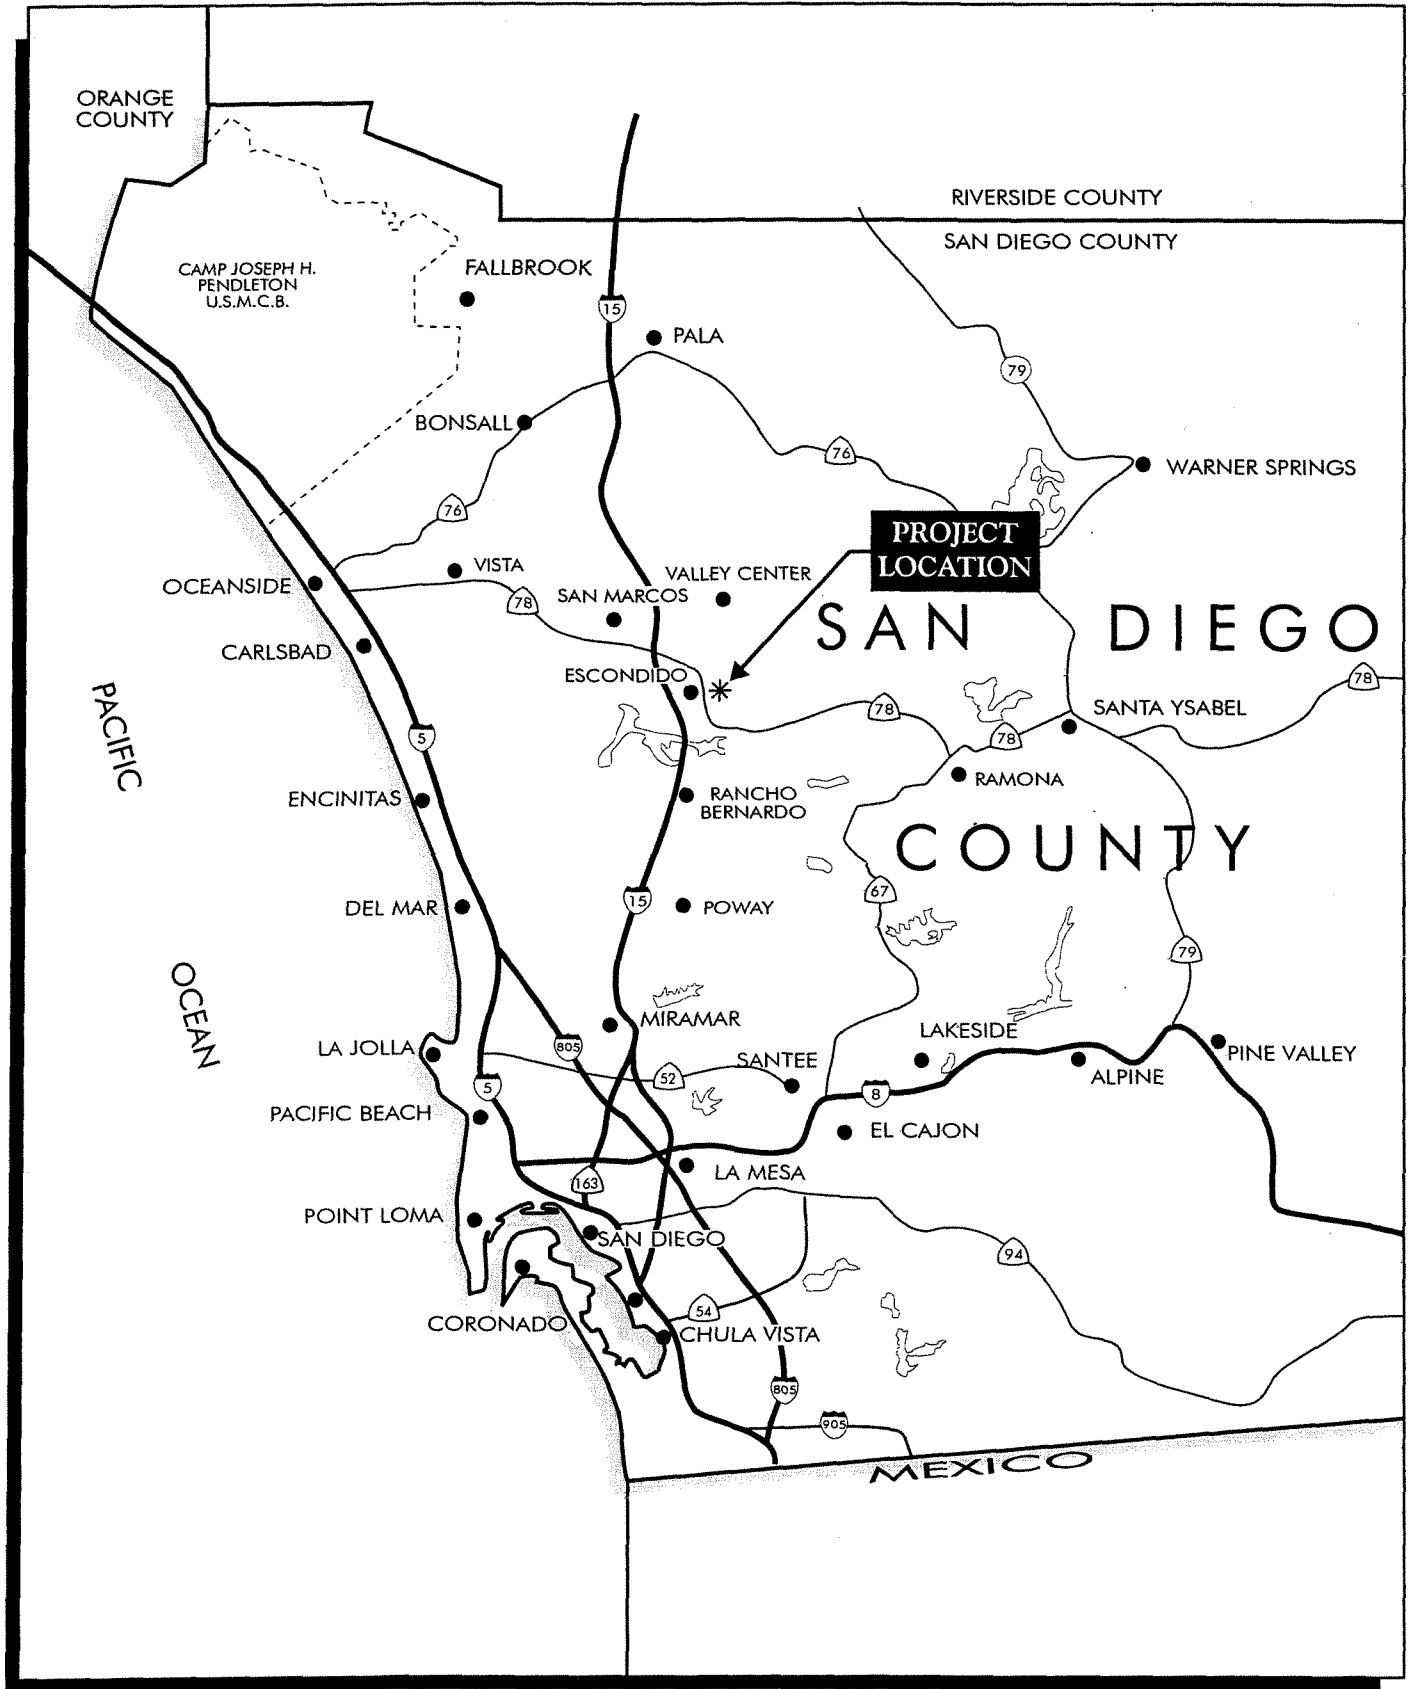 ORANGE
COUNTY
RIVERSIDE COUNTY
SAN DIEGO COUNTY
CAMP JOSEPH H.
PENDLETON
U.S.M.C.B.
FALLBROOK
15
PALA
79
BONSALL
76
WARNER SPRINGS
76
PROJECT
LOCATION
VISTA
VALLEY CENTER
OCEANSIDE
78
SAN MARCOS
SAN DIEGO
CARLSBAD
ESCONDIDO
78
PACIFIC
78
SANTA YSABEL
5
78
RAMONA
ENCINITAS
RANCHO
BERNARDO
COUNTY
67
15
DEL MAR
POWAY
79
OCEAN
MIRAMAR
LAKESIDE
LA JOLLA
805
SANTEE
52
PINE VALLEY
ALPINE
5
8
PACIFIC BEACH
EL CAJON
LA MESA
163
POINT LOMA
SAN DIEGO
94
54
CORONADO
CHULA VISTA
805
905
MEXICO